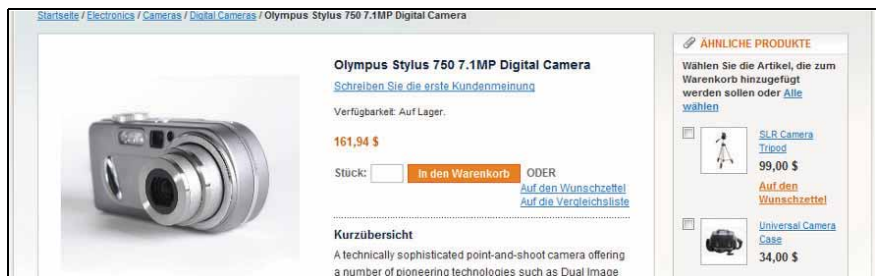 Startseite / Electronics / Cameras / Digital Cameras / Olympus Stylus 750 7.1MP Digital Camera
Olympus Stylus 750 7.1MP Digital Camera
Schreiben Sie die erste Kundenmeinung
Verfügbarkeit: Auf Lager.
161,94 $
Stück: In den Warenkorb ODER
Auf den Wunschzettel
Auf die Vergleichsliste
Kurzübersicht
A technically sophisticated point-and-shoot camera offering
a number of pioneering technologies such as Dual Image
ÄHNLICHE PRODUKTE
Wählen Sie die Artikel, die zum
Warenkorb hinzugefügt
werden sollen oder Alle
wählen
SLR Camera
Tripod
99,00 $
Auf den
Wunschzettel
Universal Camera
Case
34,00 $